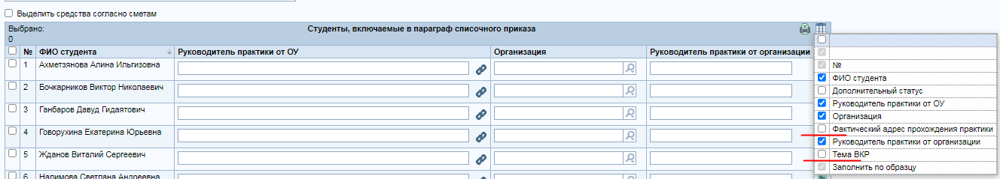 Выделить средства согласно сметам
Выбрано:
0
Студенты, включаемые в параграф списочного приказа
№ ФИО студента Руководитель практики от ОУ Организация Руководитель практики от организации
1 Ахметзянова Алина Ильгизовна
2 Бочкарников Виктор Николаевич
3 Ганбаров Давуд Гидаятович
4 Говорухина Екатерина Юрьевна
5 Жданов Виталий Сергеевич
6 Налимова Светлана Андреевна
№
ФИО студента
Дополнительный статус
Руководитель практики от ОУ
Организация
Фактический адрес прохождения практики
Руководитель практики от организации
Тема ВКР
Заполнить по образцу